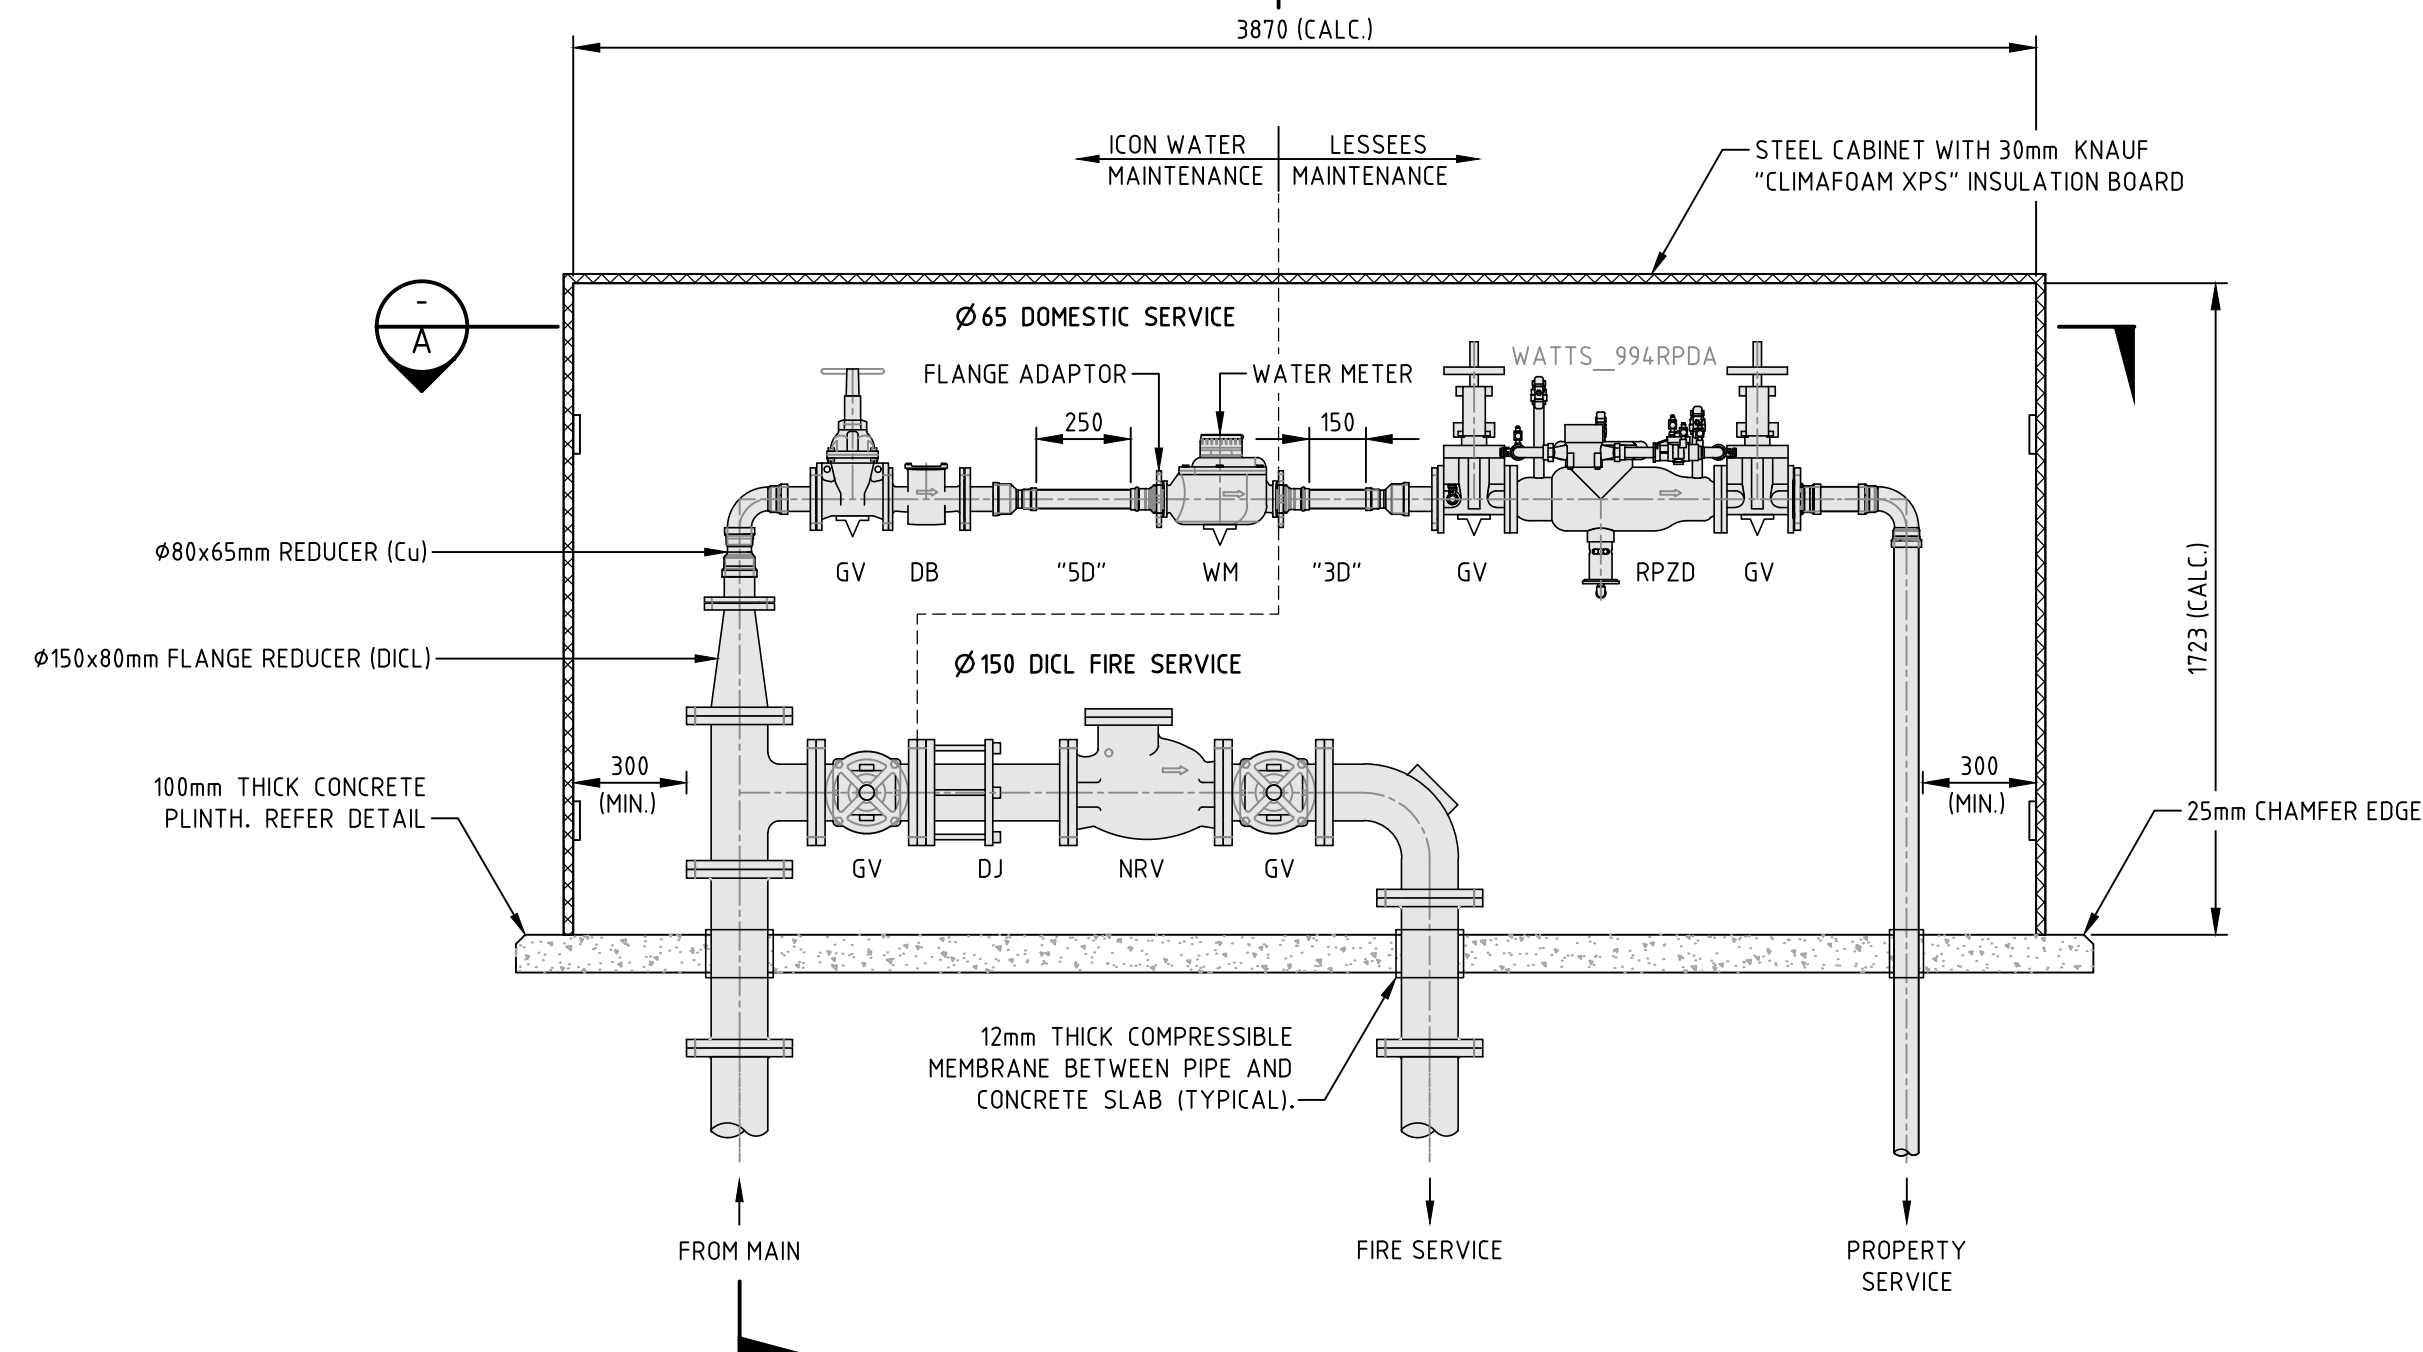 3870 (CALC.)
ICON WATER
MAINTENANCE
LESSEES
MAINTENANCE
STEEL CABINET WITH 30mm KNAUF
"CLIMAFOAM XPS" INSULATION BOARD
-
A
Ø65 DOMESTIC SERVICE
FLANGE ADAPTOR
WATER METER
WATTS_994RPDA
250
150
Ø80x65mm REDUCER (Cu)
GV
DB
"5D"
WM
"3D"
GV
RPZD
GV
1723 (CALC.)
Ø150x80mm FLANGE REDUCER (DICL)
Ø150 DICL FIRE SERVICE
300
(MIN.)
300
(MIN.)
100mm THICK CONCRETE
PLINTH. REFER DETAIL
25mm CHAMFER EDGE
GV
DJ
NRV
GV
12mm THICK COMPRESSIBLE
MEMBRANE BETWEEN PIPE AND
CONCRETE SLAB (TYPICAL).
FROM MAIN
FIRE SERVICE
PROPERTY
SERVICE